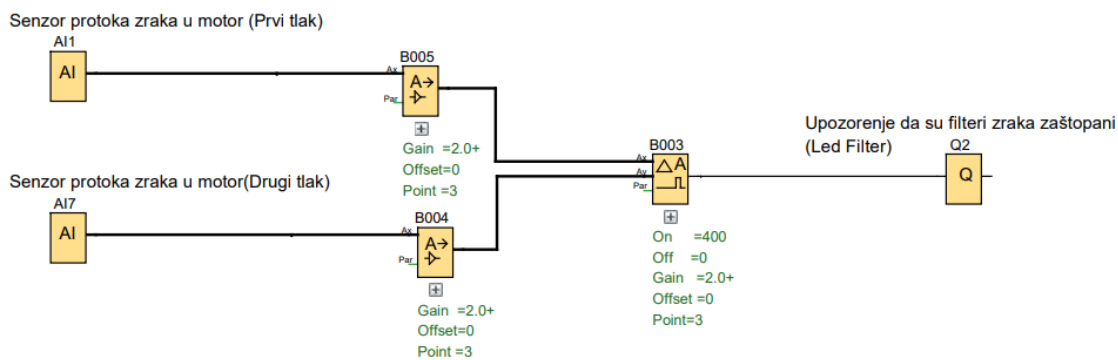 Senzor protoka zraka u motor (Prvi tlak)
AI1
AI
B005
Ax
A→
Par
Gain =2.0+
Offset=0
Point =3
Senzor protoka zraka u motor(Drugi tlak)
AI7
AI
B004
Ax
A→
Par
Gain =2.0+
Offset=0
Point =3
B003
Ax
Ay
Par
△A
On =400
Off =0
Gain =2.0+
Offset =0
Point=3
Upozorenje da su filteri zraka zaštopani
(Led Filter)
Q2
Q